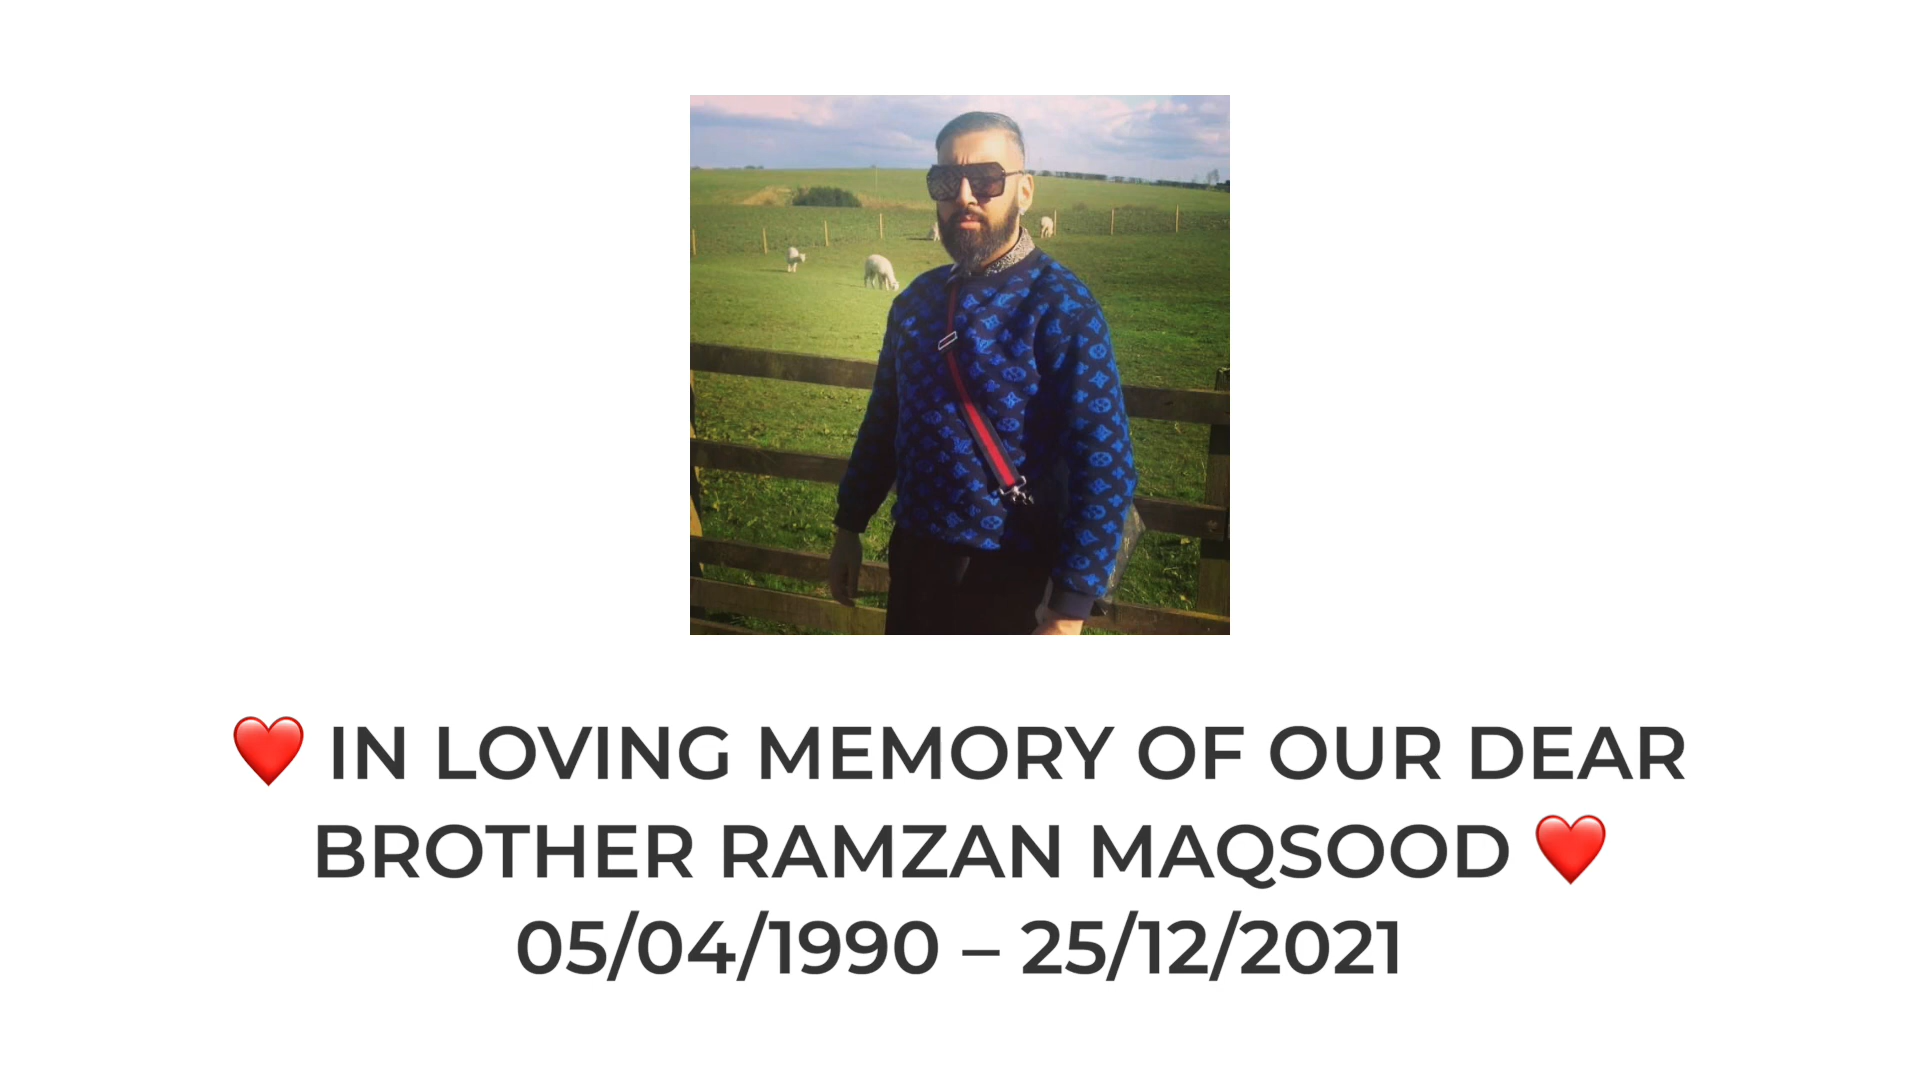 ❤️ IN LOVING MEMORY OF OUR DEAR
BROTHER RAMZAN MAQSOOD ❤️
05/04/1990 – 25/12/2021